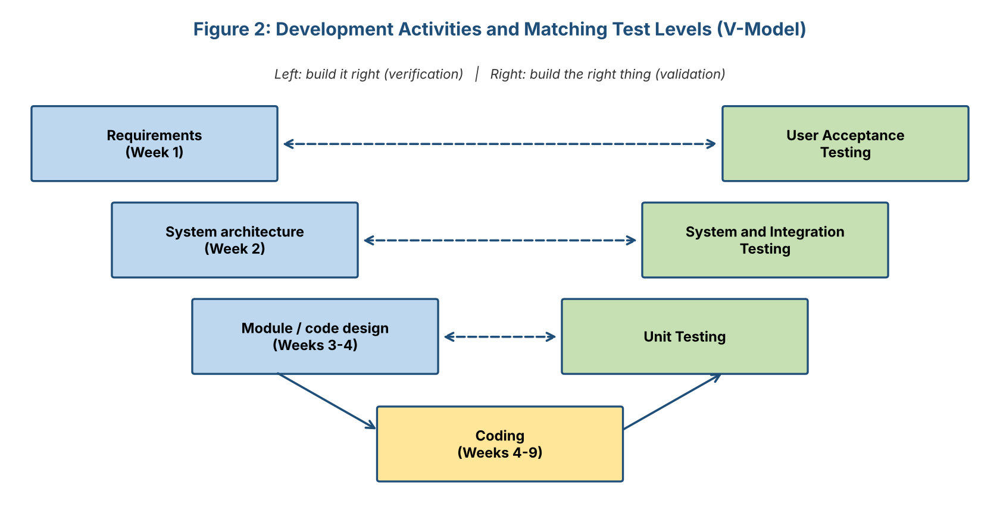 Figure 2: Development Activities and Matching Test Levels (V-Model)
Left: build it right (verification) | Right: build the right thing (validation)
Requirements
(Week 1)
User Acceptance
Testing
System architecture
(Week 2)
System and Integration
Testing
Module / code design
(Weeks 3-4)
Unit Testing
Coding
(Weeks 4-9)